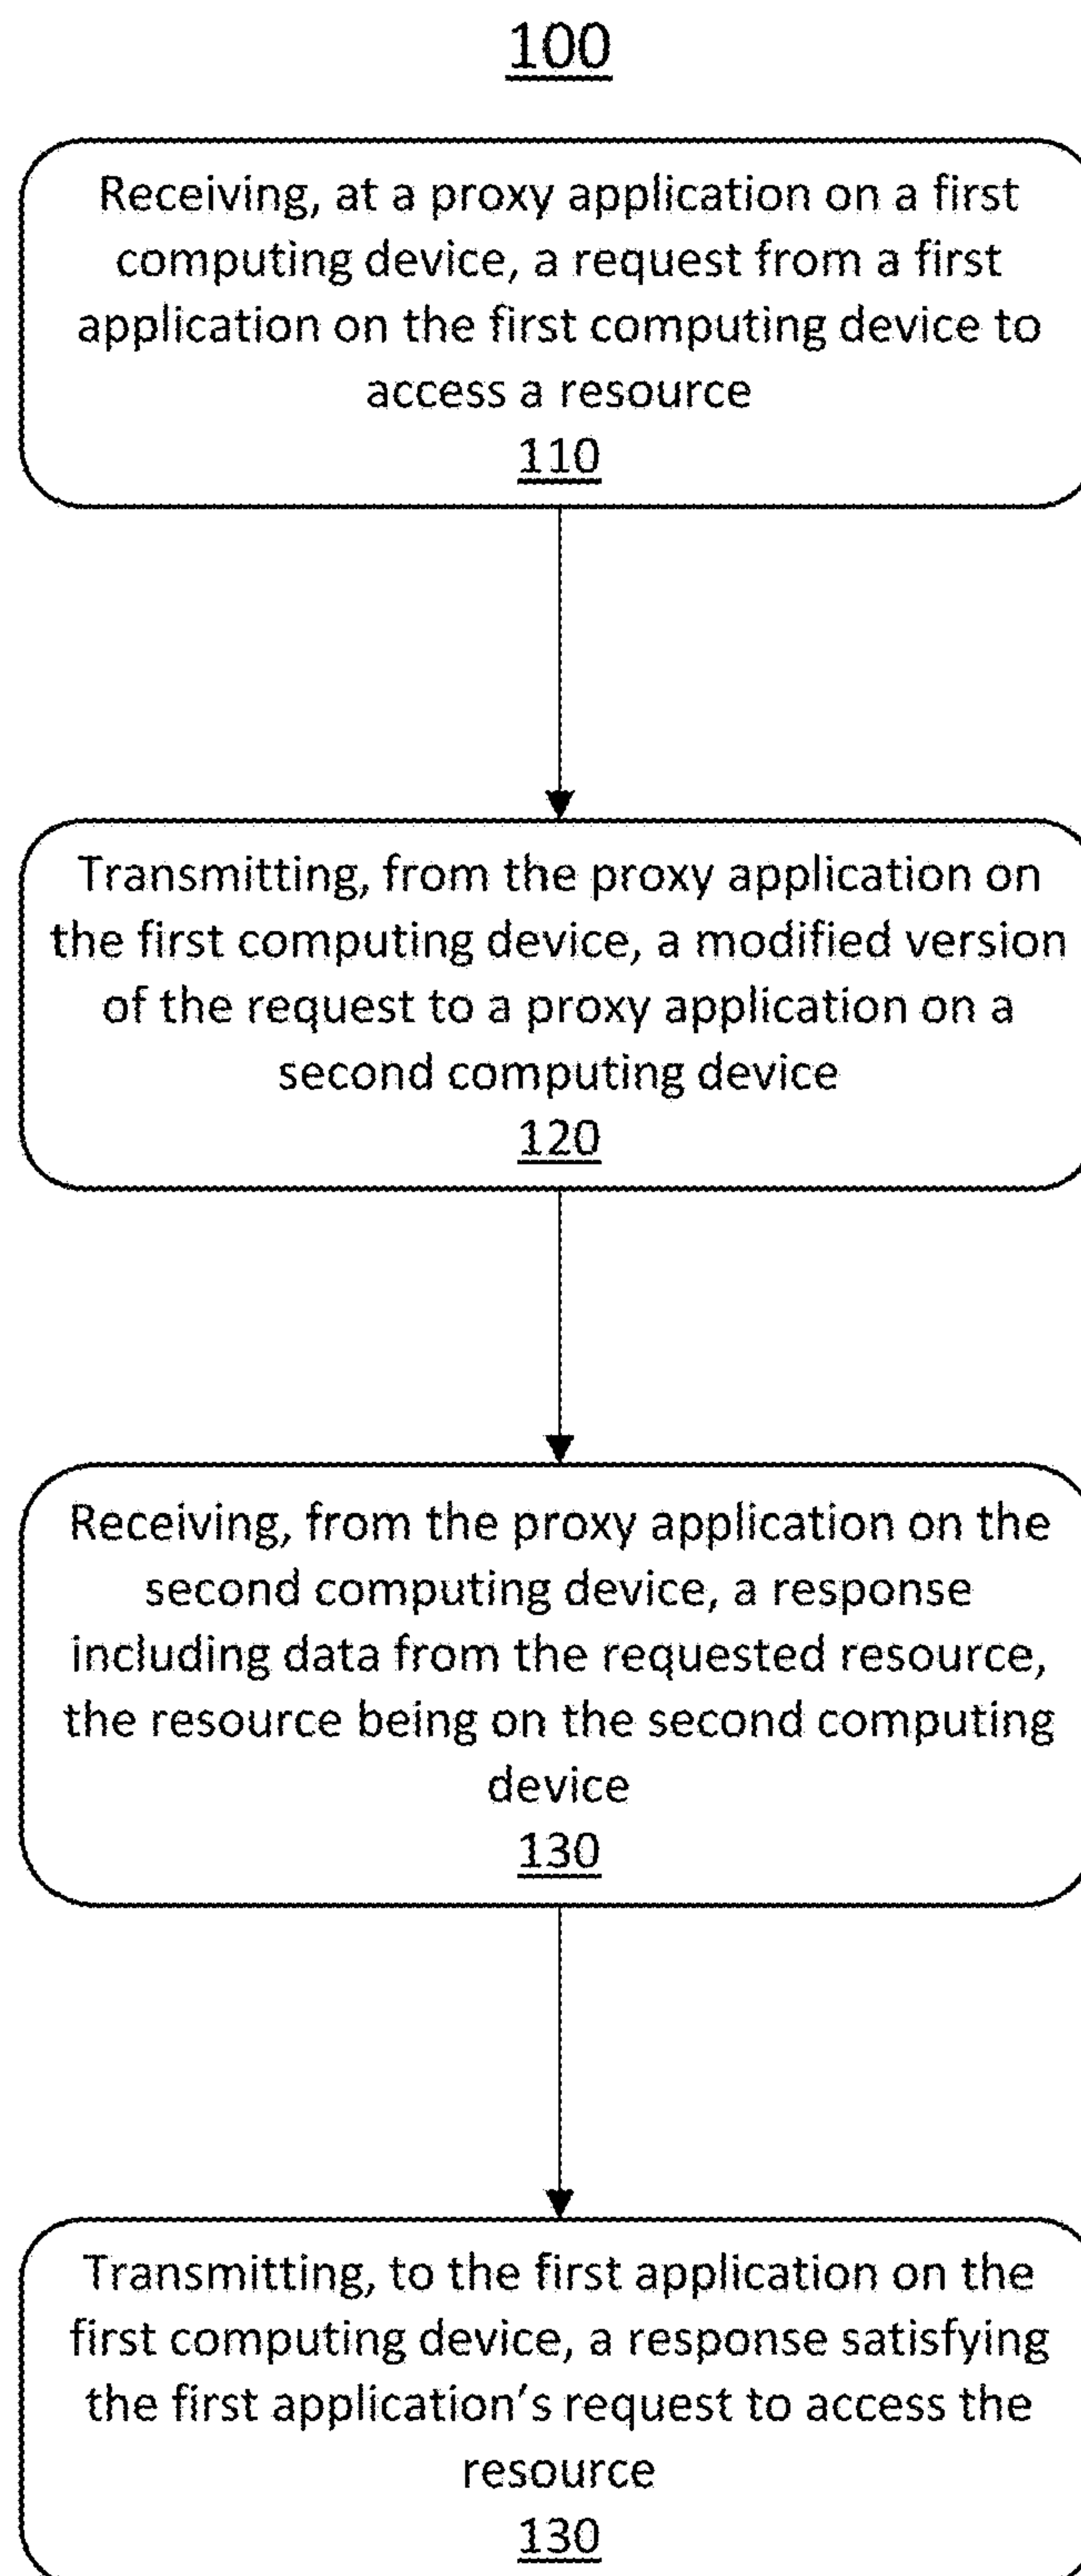 100
Receiving, at a proxy application on a first
computing device, a request from a first
application on the first computing device to
access a resource
110
Transmitting, from the proxy application on
the first computing device, a modified version
of the request to a proxy application on a
second computing device
120
Receiving, from the proxy application on the
second computing device, a response
including data from the requested resource,
the resource being on the second computing
device
130
Transmitting, to the first application on the
first computing device, a response satisfying
the first application's request to access the
resource
130